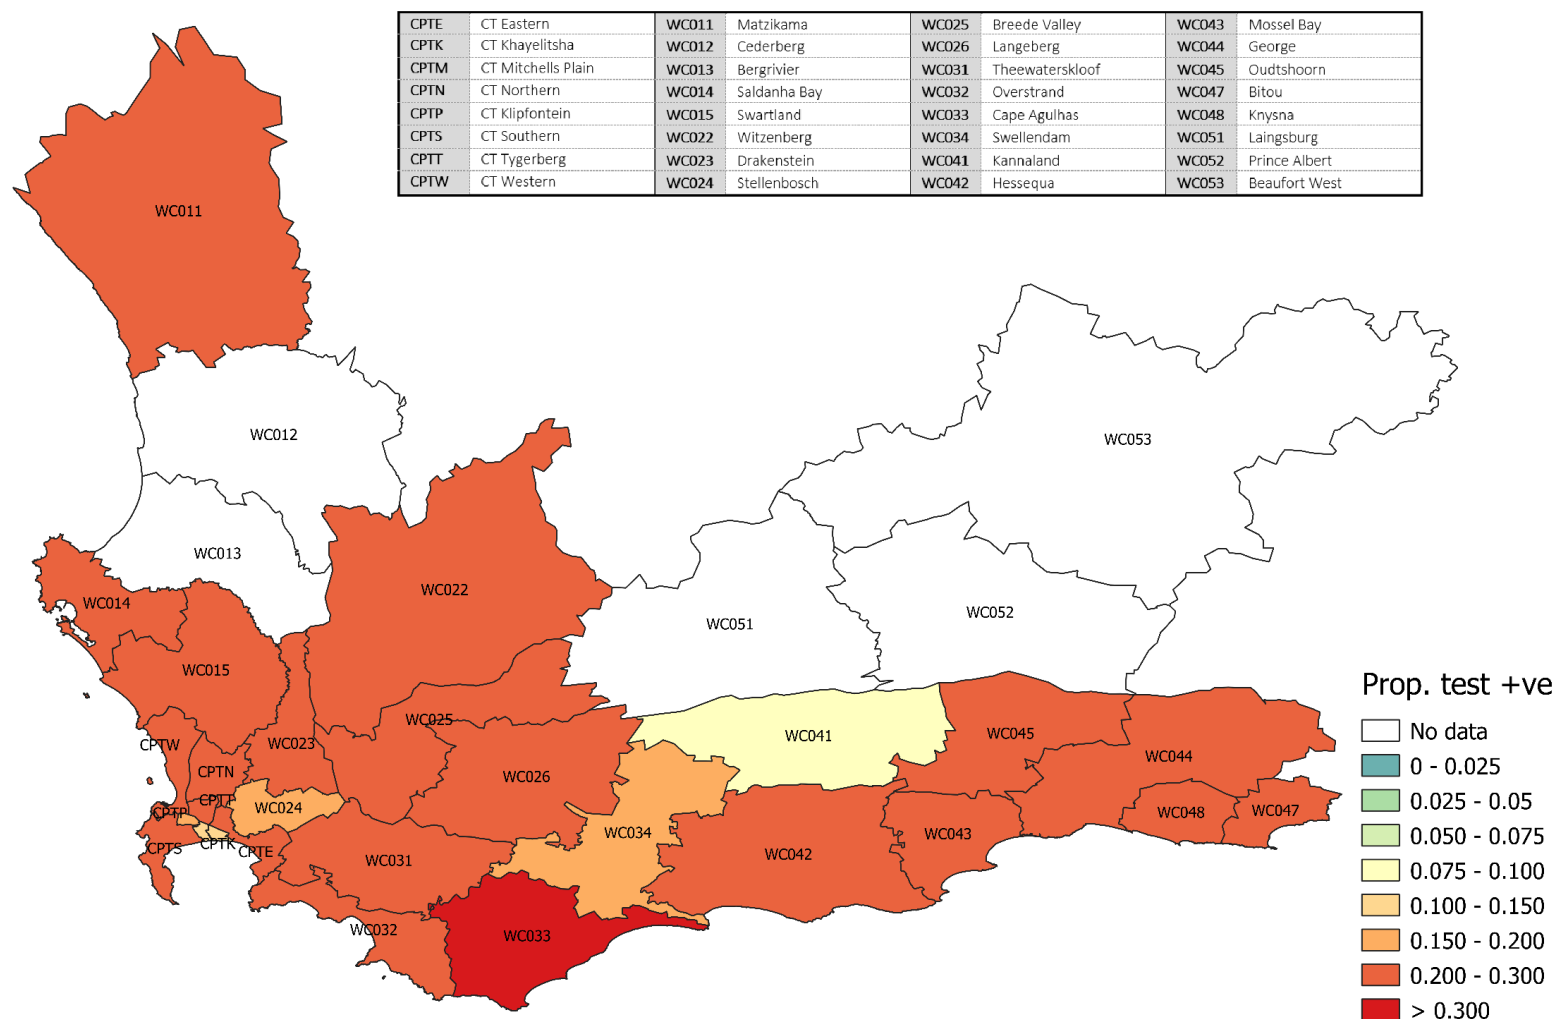 CPTE CT Eastern WC011 Matzikama WC025 Breede Valley WC043 Mossel Bay
CPTK CT Khayelitsha WC012 Cederberg WC026 Langeberg WC044 George
CPTM CT Mitchells Plain WC013 Bergrivier WC031 Theewaterskloof WC045 Oudtshoorn
CPTN CT Northern WC014 Saldanha Bay WC032 Overstrand WC047 Bitou
CPTP CT Klipfontein WC015 Swartland WC033 Cape Agulhas WC048 Knysna
CPTS CT Southern WC022 Witzenberg WC034 Swellendam WC051 Laingsburg
CPTT CT Tygerberg WC023 Drakenstein WC041 Kannaland WC052 Prince Albert
CPTW CT Western WC024 Stellenbosch WC042 Hessequa WC053 Beaufort West
WC011
WC012
WC053
WC013
WC022
WC014
WC052
WC051
WC015
WC025
WC045
WC041
WC023
CPTW
WC044
CPTN
WC026
CPTT
WC024
CPTP
WC047
WC048
WC034
WC043
CPTK
CPTS
CPTE
WC042
WC031
WC032
WC033
Prop. test +ve
No data
0 - 0.025
0.025 - 0.05
0.050 - 0.075
0.075 - 0.100
0.100 - 0.150
0.150 - 0.200
0.200 - 0.300
> 0.300